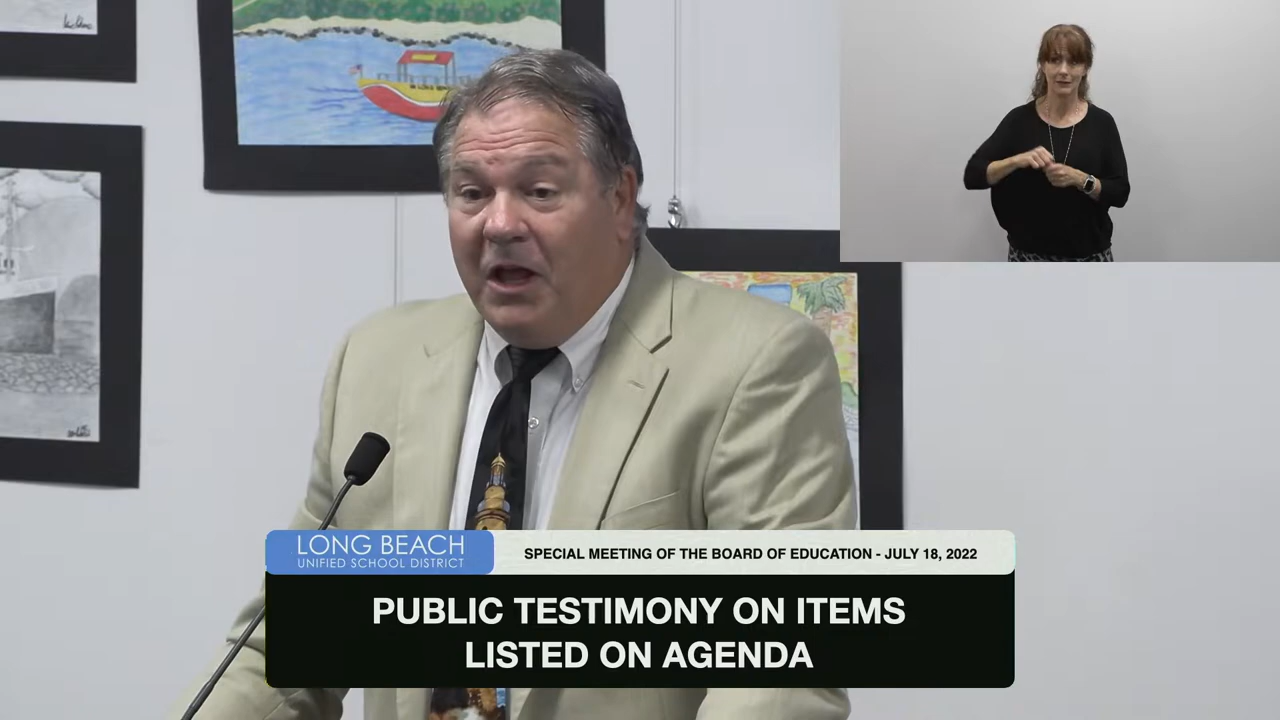 LONG BEACH
UNIFIED SCHOOL DISTRICT
SPECIAL MEETING OF THE BOARD OF EDUCATION - JULY 18, 2022
PUBLIC TESTIMONY ON ITEMS
LISTED ON AGENDA